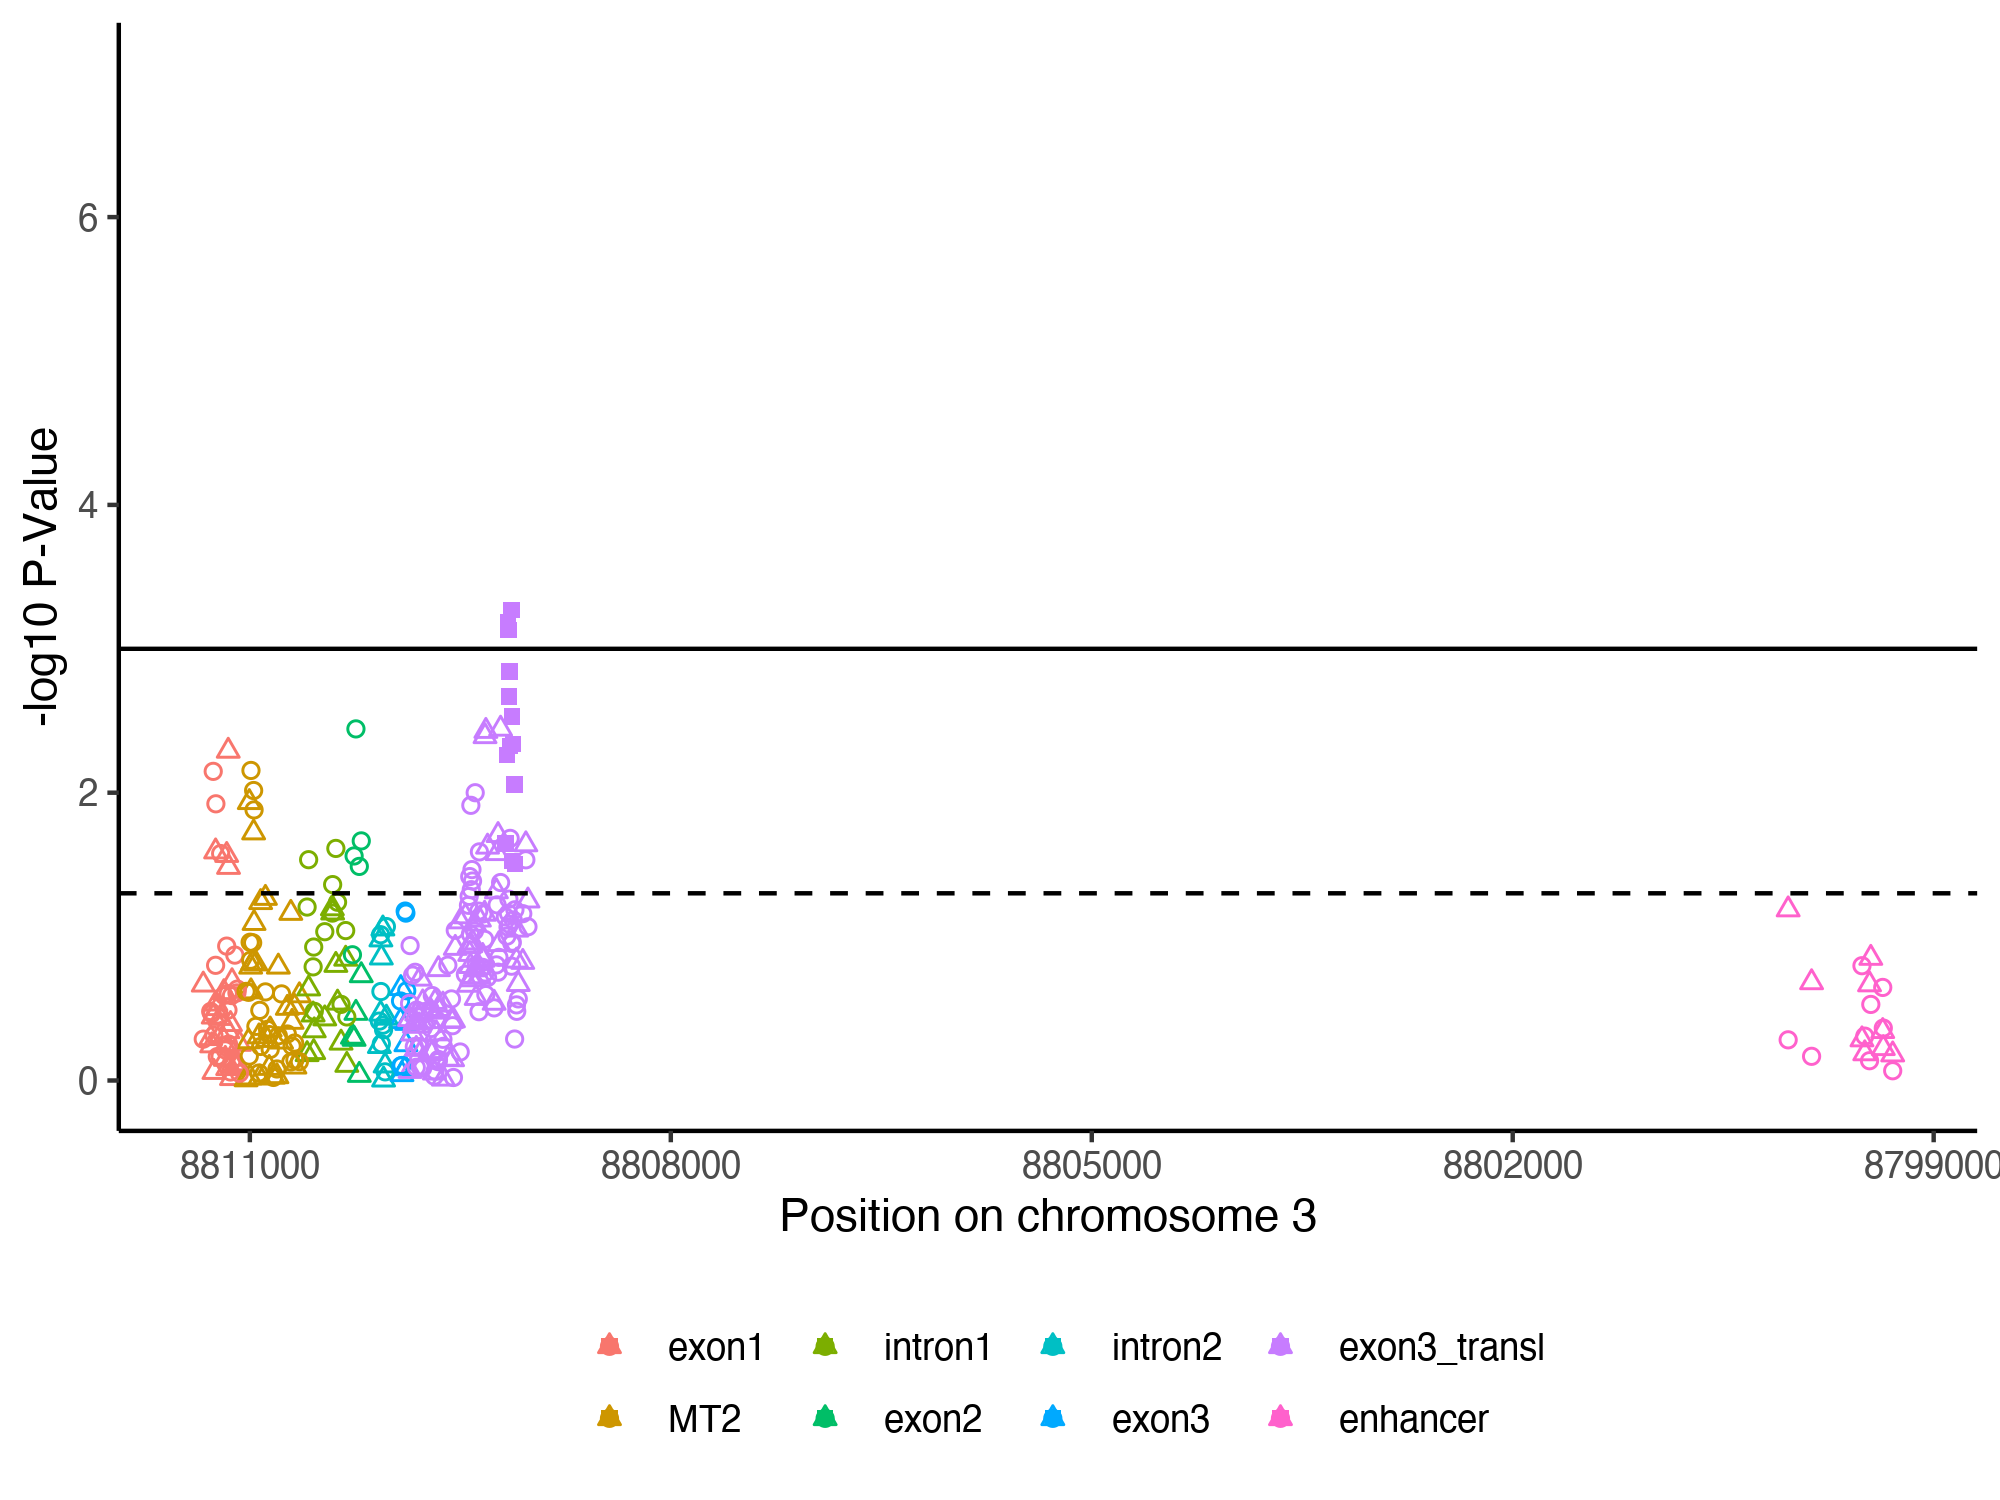 -log10 P-Value
6
4
2
0
8811000 8808000 8805000 8802000 8799000
Position on chromosome 3
exon1 intron1 intron2 exon3_transl
MT2 exon2 exon3 enhancer